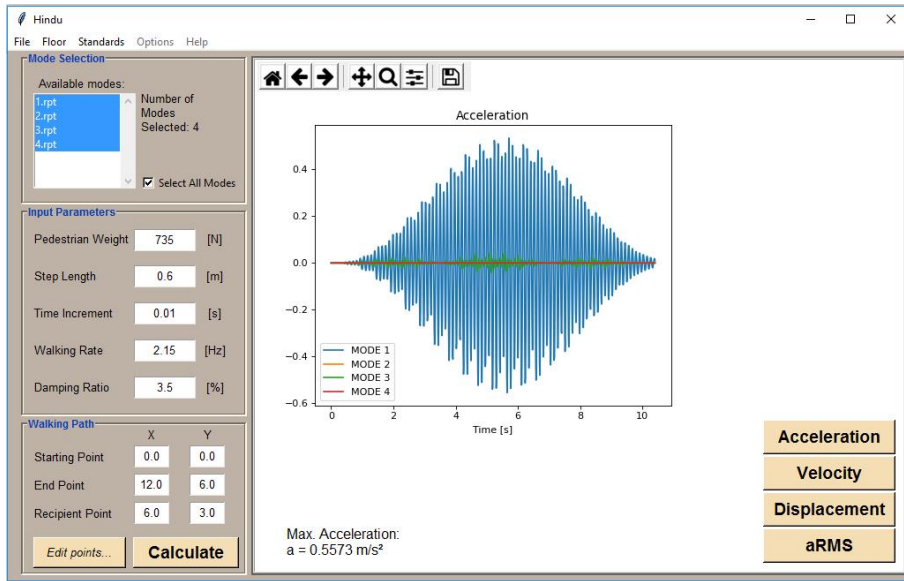 Hindu
File Floor Standards Options Help
Mode Selection
Available modes:
1.rpt
2.rpt
3.rpt
4.rpt
Number of
Modes
Selected: 4
Select All Modes
Input Parameters
Pedestrian Weight 735 [N]
Step Length 0.6 [m]
Time Increment 0.01 [s]
Walking Rate 2.15 [Hz]
Damping Ratio 3.5 [%]
Walking Path
X Y
Starting Point 0.0 0.0
End Point 12.0 6.0
Recipient Point 6.0 3.0
Edit points... Calculate
Acceleration
0.4
0.2
0.0
−0.2
−0.4
−0.6
MODE 1
MODE 2
MODE 3
MODE 4
0 2 4 6 8 10
Time [s]
Max. Acceleration:
a = 0.5573 m/s²
Acceleration
Velocity
Displacement
aRMS